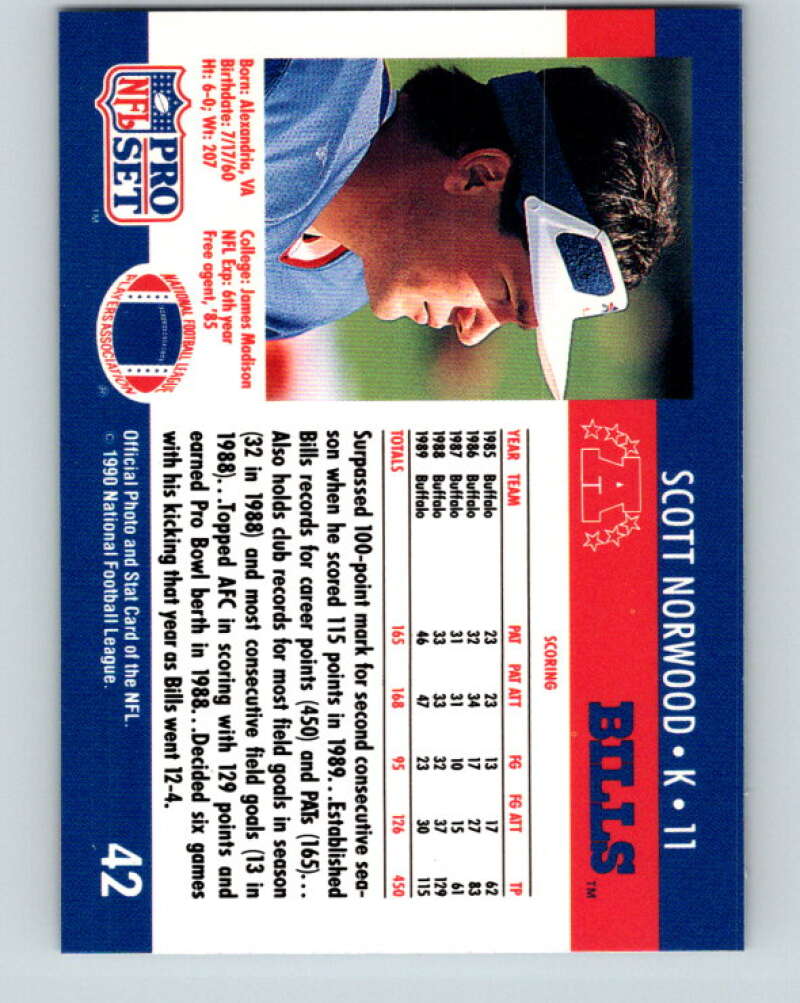 SCOTT NORWOOD • K • 11
A
BILLS™
Born: Alexandria, VA
Birthdate: 7/17/60
Ht: 6-0; Wt: 207
College: James Madison
NFL Exp: 6th year
Free agent, '85
SCORING
YEAR TEAM PAT PAT ATT FG FG ATT TP
1985 Buffalo 23 23 13 17 62
1986 Buffalo 32 34 17 27 83
1987 Buffalo 31 31 10 15 61
1988 Buffalo 33 33 32 37 129
1989 Buffalo 46 47 23 30 115
TOTALS 165 168 95 126 450
Surpassed 100-point mark for second consecutive sea-
son when he scored 115 points in 1989...Established
Bills records for career points (450) and PATs (165)...
Also holds club records for most field goals in season
(32 in 1988) and most consecutive field goals (13 in
1988)...Topped AFC in scoring with 129 points and
earned Pro Bowl berth in 1988...Decided six games
with his kicking that year as Bills went 12-4.
NFL PRO SET™
NATIONAL FOOTBALL LEAGUE
PLAYERS ASSOCIATION
Official Photo and Stat Card of the NFL.
© 1990 National Football League.
42